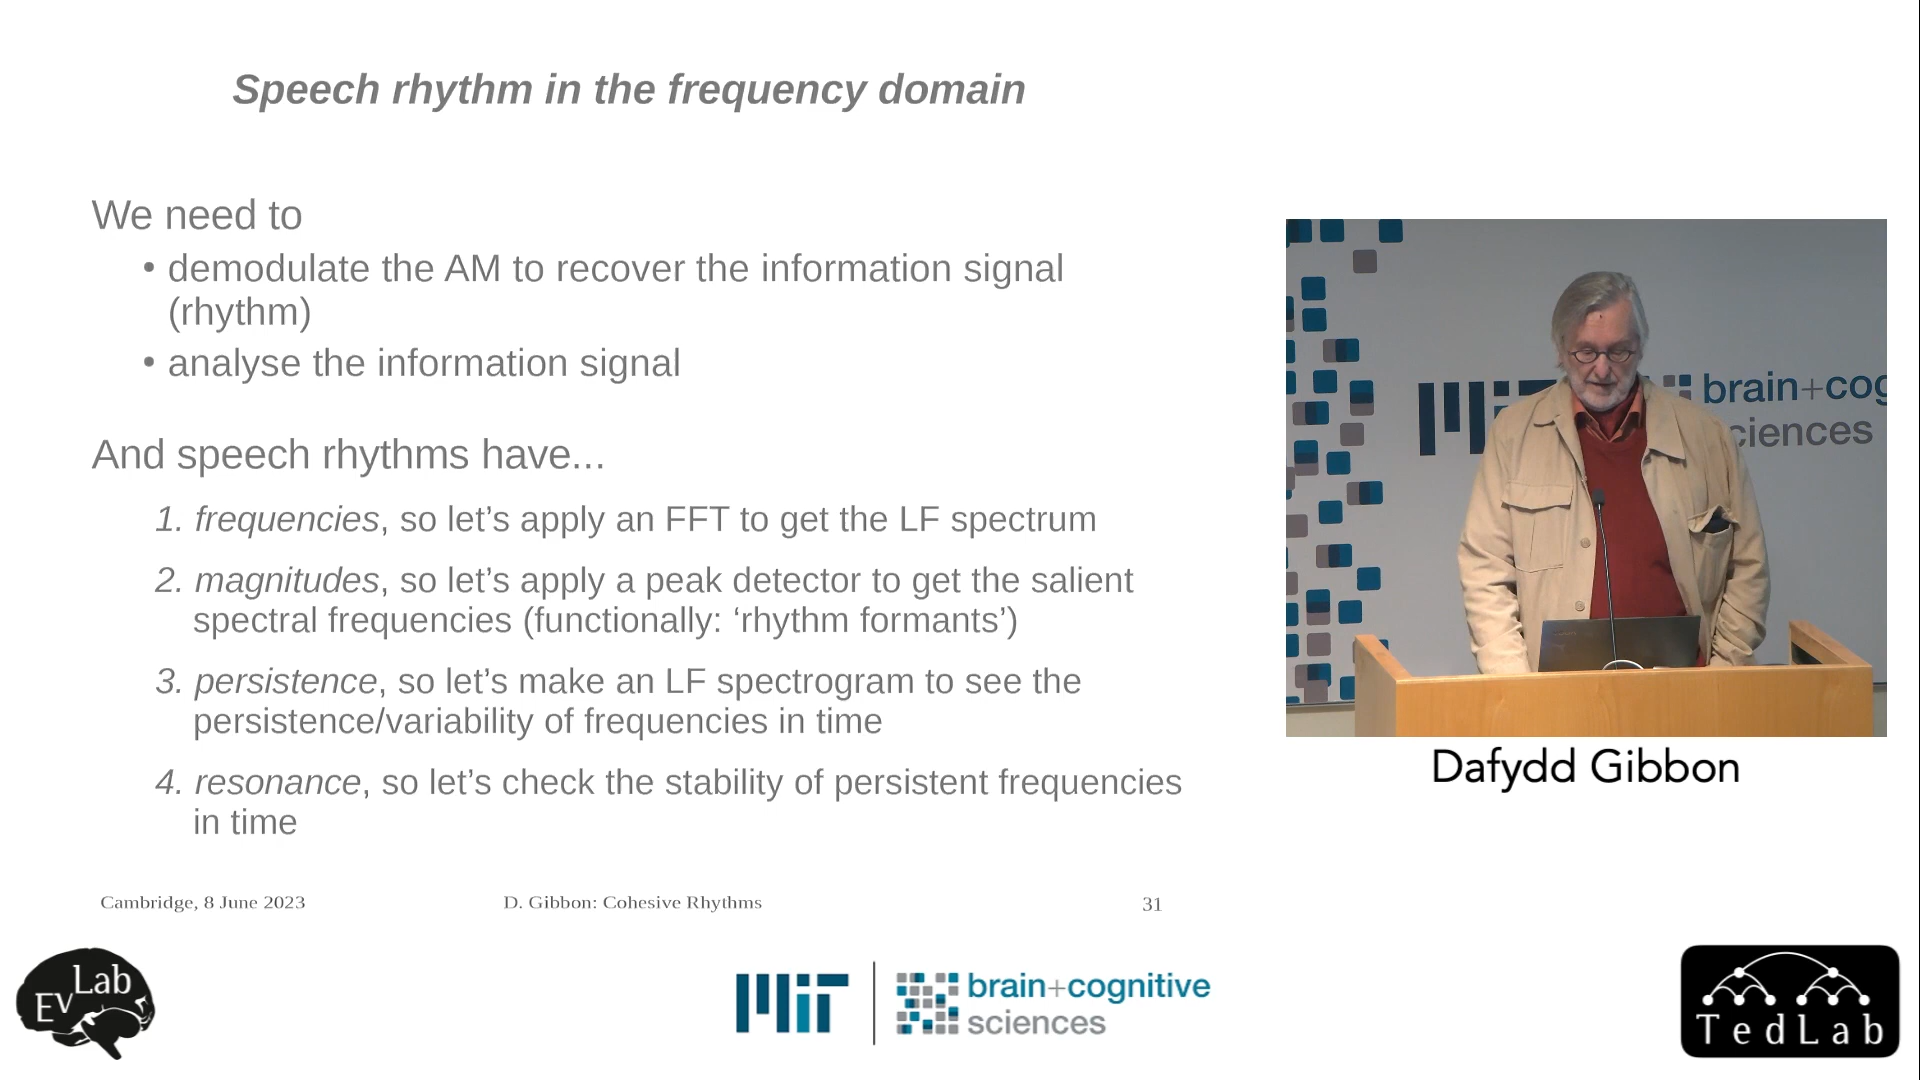 Speech rhythm in the frequency domain
We need to
• demodulate the AM to recover the information signal
(rhythm)
• analyse the information signal
And speech rhythms have...
1. frequencies, so let’s apply an FFT to get the LF spectrum
2. magnitudes, so let’s apply a peak detector to get the salient
spectral frequencies (functionally: ‘rhythm formants’)
3. persistence, so let’s make an LF spectrogram to see the
persistence/variability of frequencies in time
4. resonance, so let’s check the stability of persistent frequencies
in time
Cambridge, 8 June 2023
D. Gibbon: Cohesive Rhythms
31
MIT
brain+cog
sciences
Dafydd Gibbon
EvLab
MIT
brain+cognitive
sciences
TedLab